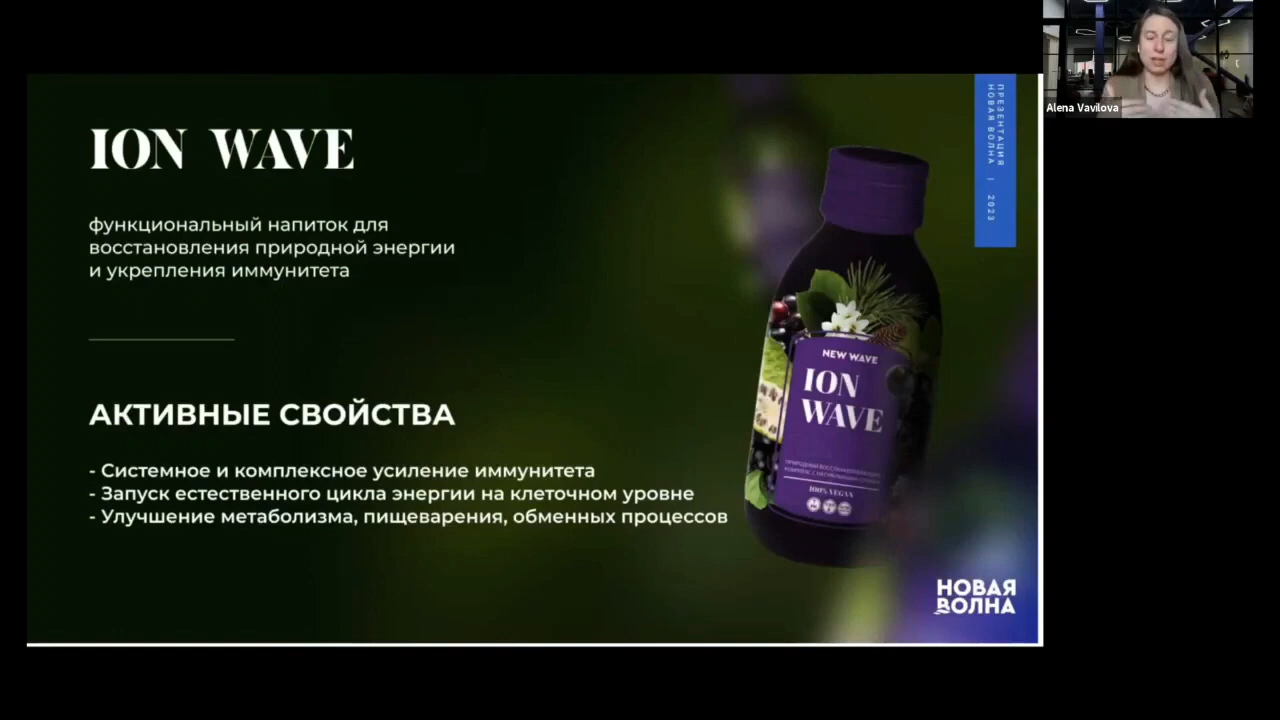 ION WAVE
функциональный напиток для
восстановления природной энергии
и укрепления иммунитета
АКТИВНЫЕ СВОЙСТВА
- Системное и комплексное усиление иммунитета
- Запуск естественного цикла энергии на клеточном уровне
- Улучшение метаболизма, пищеварения, обменных процессов
NEW WAVE
ION
WAVE
100% VEGAN
ПРЕЗЕНТАЦИЯ
НОВАЯ ВОЛНА | 2023
НОВАЯ
ВОЛНА
Alena Vavilova